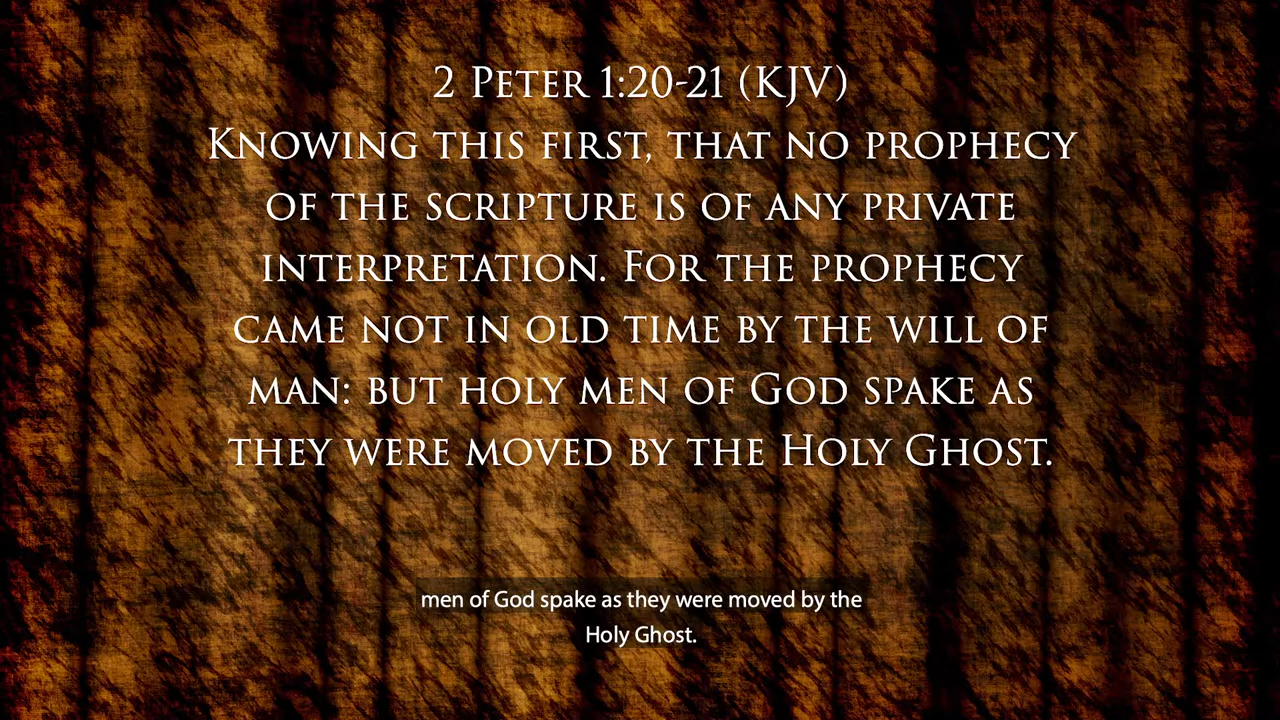 2 Peter 1:20-21 (KJV)
Knowing this first, that no prophecy
of the scripture is of any private
interpretation. For the prophecy
came not in old time by the will of
man: but holy men of God spake as
they were moved by the Holy Ghost.
men of God spake as they were moved by the
Holy Ghost.